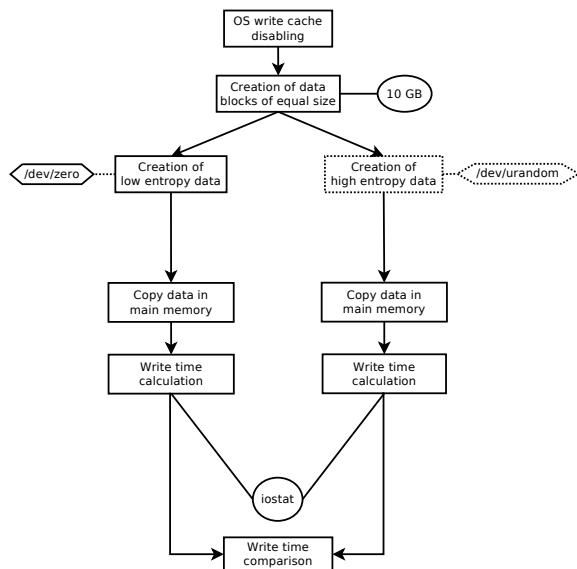 OS write cache
disabling
Creation of data
blocks of equal size
10 GB
/dev/zero
Creation of
low entropy data
Creation of
high entropy data
/dev/urandom
Copy data in
main memory
Copy data in
main memory
Write time
calculation
Write time
calculation
iostat
Write time
comparison